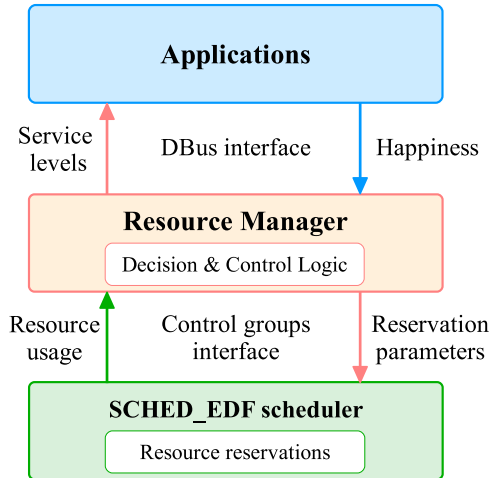 Applications
Service
levels
DBus interface
Happiness
Resource Manager
Decision & Control Logic
Resource
usage
Control groups
interface
Reservation
parameters
SCHED_EDF scheduler
Resource reservations